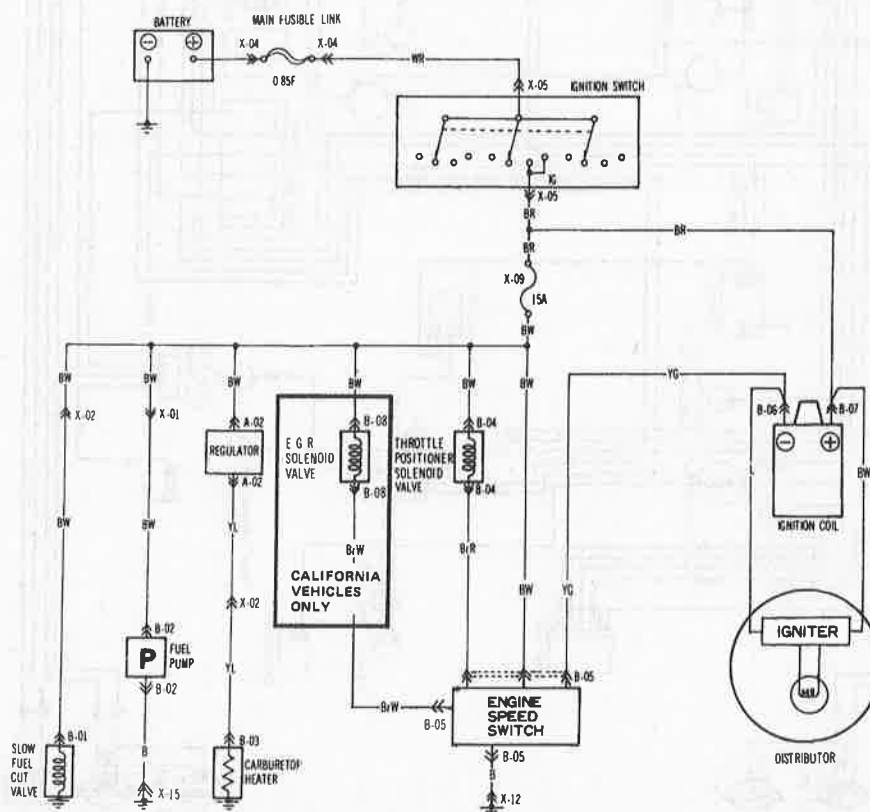 BATTERY
MAIN FUSIBLE LINK
X-04
X-04
0.85F
WR
X-05
IGNITION SWITCH
IG
X-05
BR
BR
BR
X-09
15A
BW
BW
BW
BW
BW
BW
BW
YG
X-02
X-01
A-02
REGULATOR
A-02
B-08
E G R
SOLENOID
VALVE
B-08
B-04
THROTTLE
POSITIONER
SOLENOID
VALVE
B-04
B-06
B-07
L
BW
IGNITION COIL
BW
BW
YL
BrW
BrR
CALIFORNIA
VEHICLES
ONLY
X-02
YG
B-02
P
FUEL
PUMP
B-02
YL
IGNITER
B-05
BrW
B-05
ENGINE
SPEED
SWITCH
B-05
B
X-12
DISTRIBUTOR
SLOW
FUEL
CUT
VALVE
B-01
B
X-15
B-03
CARBURETOR
HEATER